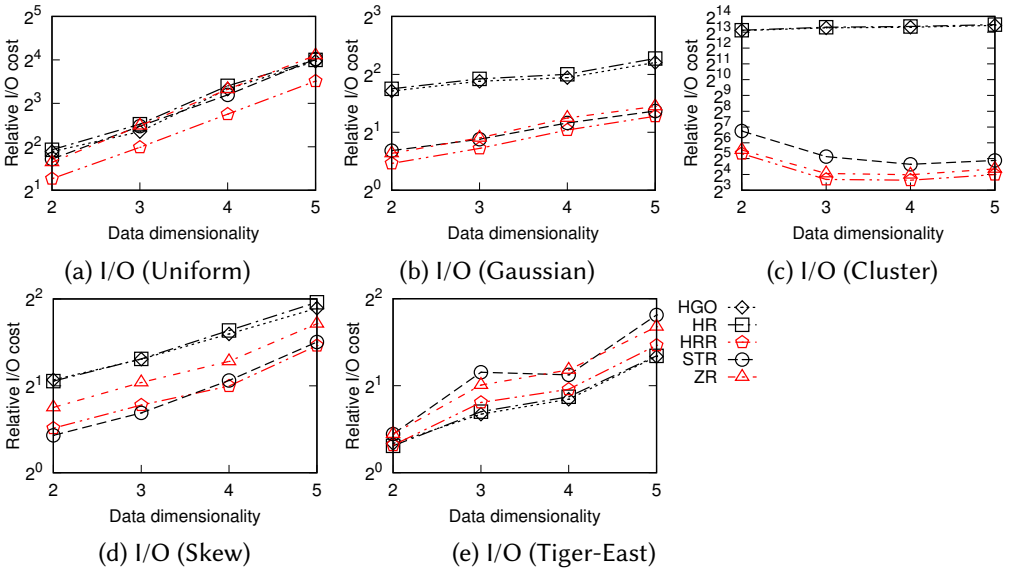 2^5
2^4
2^3
2^2
2^1
Relative I/O cost
2 3 4 5
Data dimensionality
(a) I/O (Uniform)
2^3
2^2
2^1
2^0
Relative I/O cost
2 3 4 5
Data dimensionality
(b) I/O (Gaussian)
2^14
2^13
2^12
2^11
2^10
2^9
2^8
2^7
2^6
2^5
2^4
2^3
Relative I/O cost
2 3 4 5
Data dimensionality
(c) I/O (Cluster)
2^2
2^1
2^0
Relative I/O cost
2 3 4 5
Data dimensionality
(d) I/O (Skew)
2^2
2^1
2^0
Relative I/O cost
2 3 4 5
Data dimensionality
(e) I/O (Tiger-East)
HGO
HR
HRR
STR
ZR